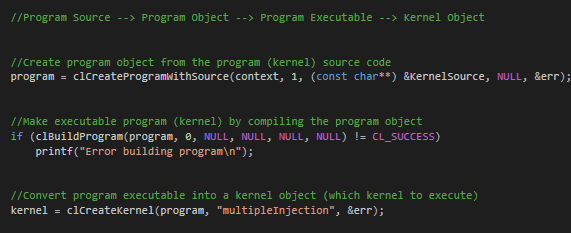 //Program Source --> Program Object --> Program Executable --> Kernel Object
//Create program object from the program (kernel) source code
program = clCreateProgramWithSource(context, 1, (const char**) &KernelSource, NULL, &err);
//Make executable program (kernel) by compiling the program object
if (clBuildProgram(program, 0, NULL, NULL, NULL, NULL) != CL_SUCCESS)
printf("Error building program\n");
//Convert program executable into a kernel object (which kernel to execute)
kernel = clCreateKernel(program, "multipleInjection", &err);